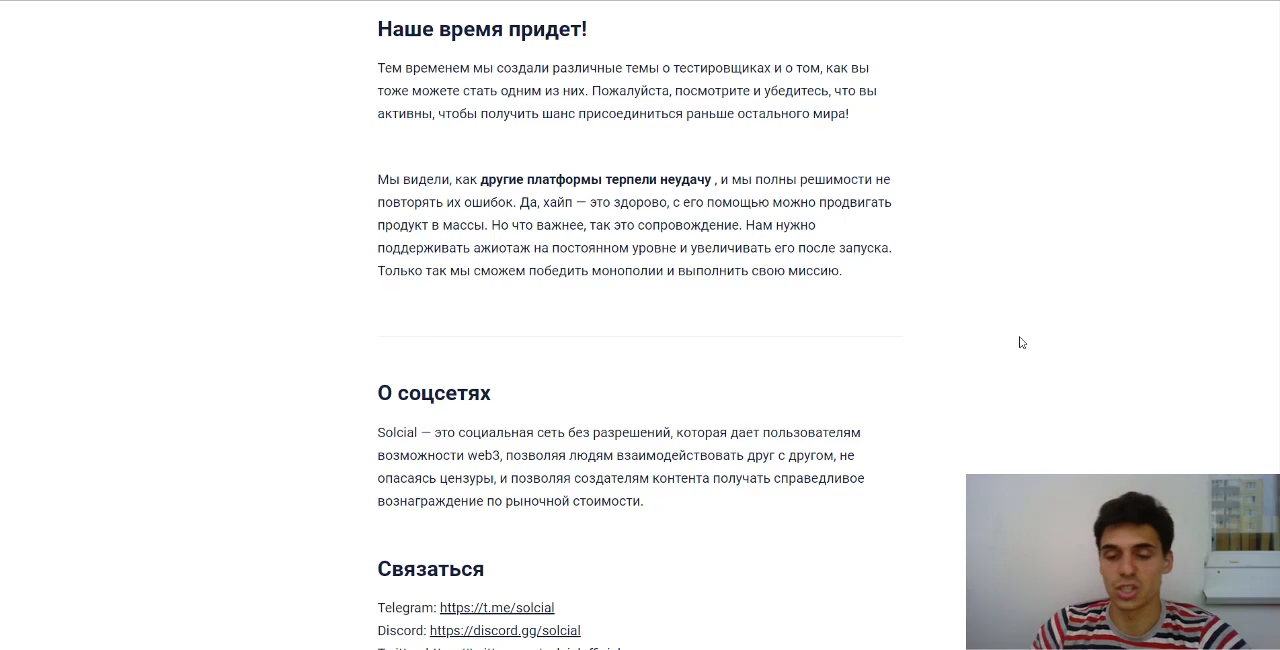 Наше время придет!
Тем временем мы создали различные темы о тестировщиках и о том, как вы
тоже можете стать одним из них. Пожалуйста, посмотрите и убедитесь, что вы
активны, чтобы получить шанс присоединиться раньше остального мира!
Мы видели, как другие платформы терпели неудачу , и мы полны решимости не
повторять их ошибок. Да, хайп — это здорово, с его помощью можно продвигать
продукт в массы. Но что важнее, так это сопровождение. Нам нужно
поддерживать ажиотаж на постоянном уровне и увеличивать его после запуска.
Только так мы сможем победить монополии и выполнить свою миссию.
О соцсетях
Solcial — это социальная сеть без разрешений, которая дает пользователям
возможности web3, позволяя людям взаимодействовать друг с другом, не
опасаясь цензуры, и позволяя создателям контента получать справедливое
вознаграждение по рыночной стоимости.
Связаться
Telegram: https://t.me/solcial
Discord: https://discord.gg/solcial